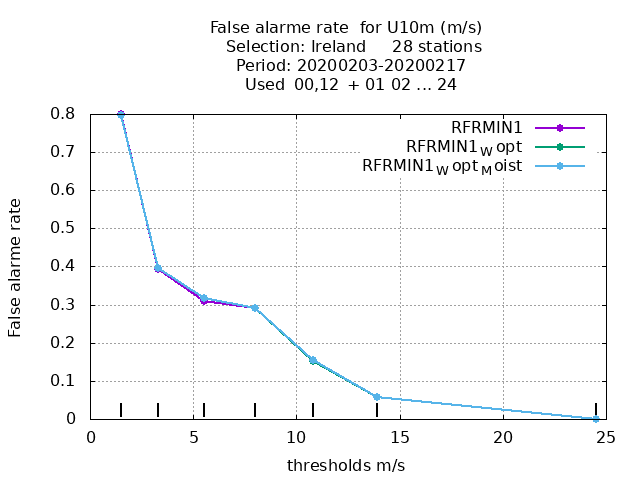 False alarme rate  for U10m (m/s)
Selection: Ireland     28 stations
Period: 20200203-20200217
Used  00,12  + 01 02 ... 24
RFRMIN1
RFRMIN1Wopt
RFRMIN1WoptMoist
0.8
0.7
0.6
0.5
0.4
0.3
0.2
0.1
0
False alarme rate
0 5 10 15 20 25
thresholds m/s